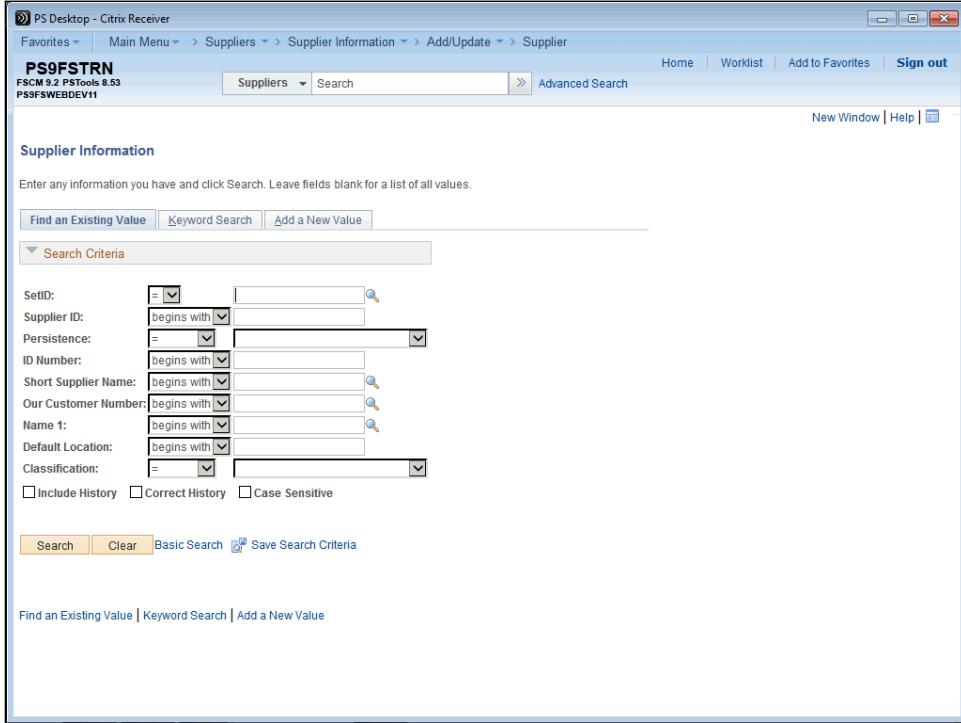 PS Desktop - Citrix Receiver
Favorites Main Menu > Suppliers > Supplier Information > Add/Update > Supplier
Home Worklist Add to Favorites Sign out
PS9FSTRN
FSCM 9.2 PSTools 8.53
PS9FSWEBDEV11
Suppliers Search » Advanced Search
New Window | Help |
Supplier Information
Enter any information you have and click Search. Leave fields blank for a list of all values.
Find an Existing Value Keyword Search Add a New Value
Search Criteria
SetID: =
Supplier ID: begins with
Persistence: =
ID Number: begins with
Short Supplier Name: begins with
Our Customer Number: begins with
Name 1: begins with
Default Location: begins with
Classification: =
Include History Correct History Case Sensitive
Search Clear Basic Search Save Search Criteria
Find an Existing Value | Keyword Search | Add a New Value